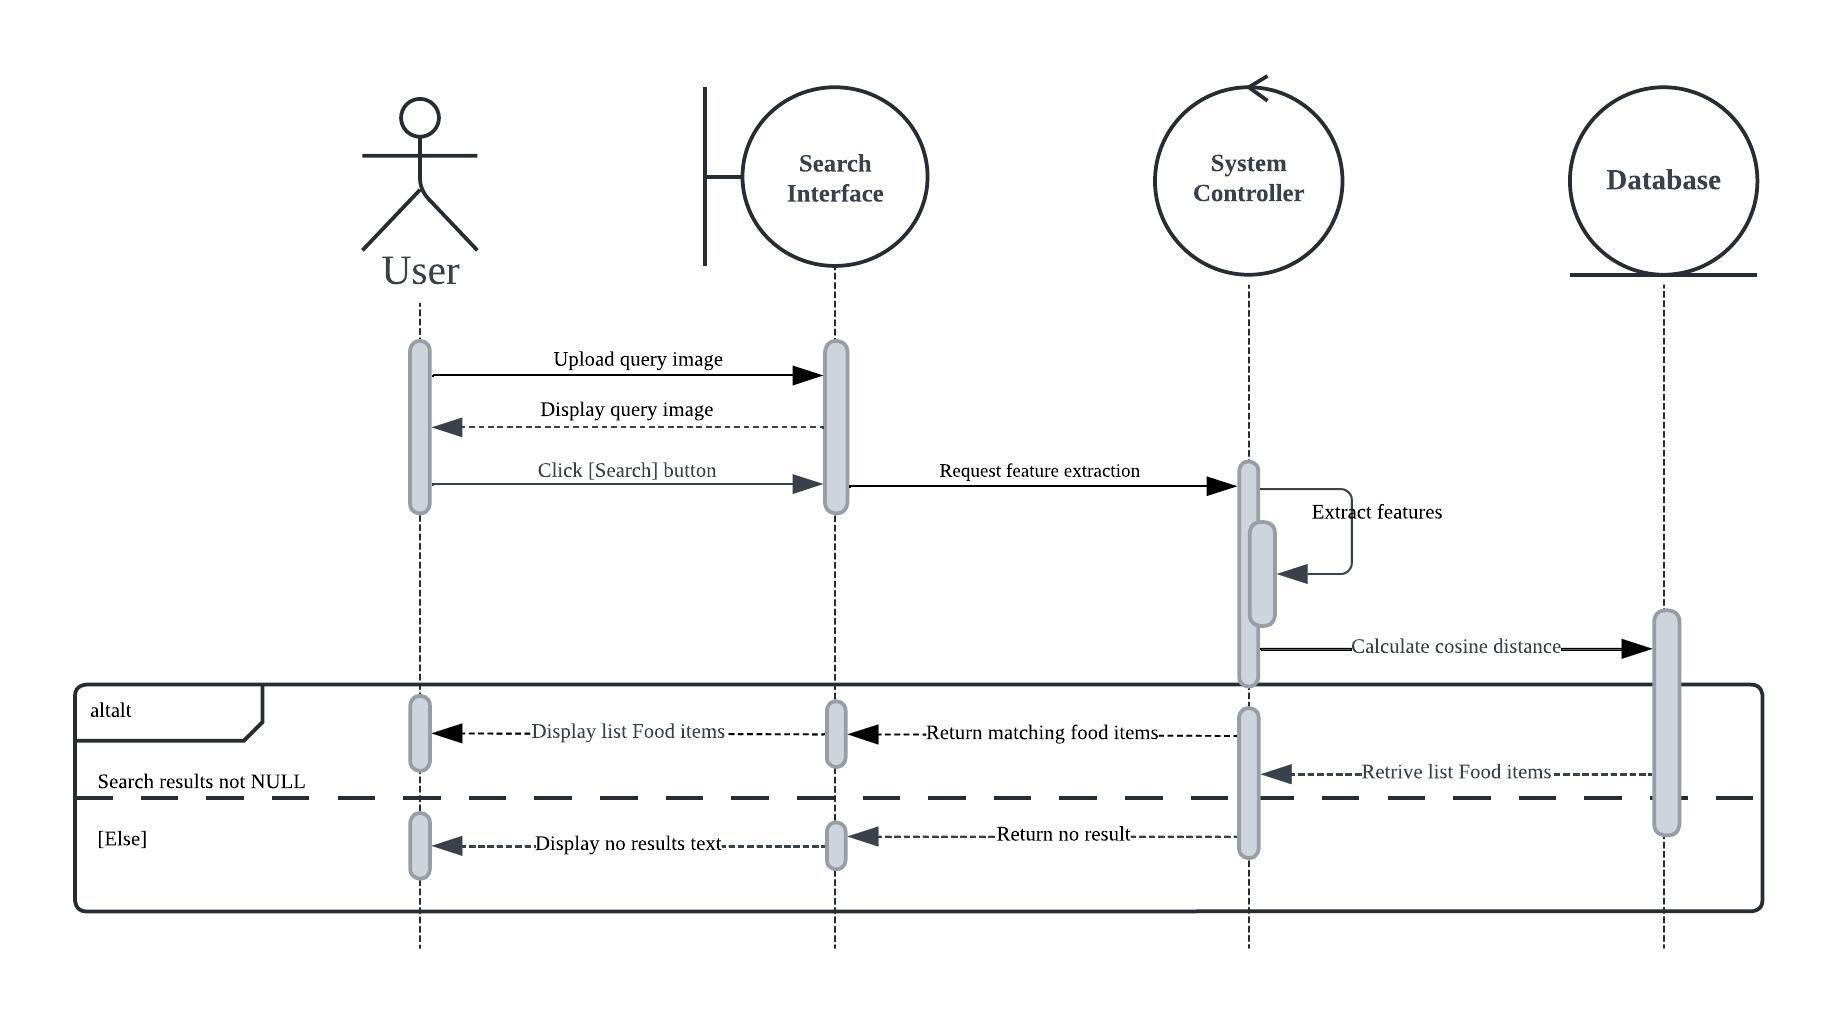 Search
Interface
System
Controller
Database
User
Upload query image
Display query image
Click [Search] button
Request feature extraction
Extract features
Calculate cosine distance
altalt
Display list Food items
Return matching food items
Retrive list Food items
Search results not NULL
[Else]
Display no results text
Return no result